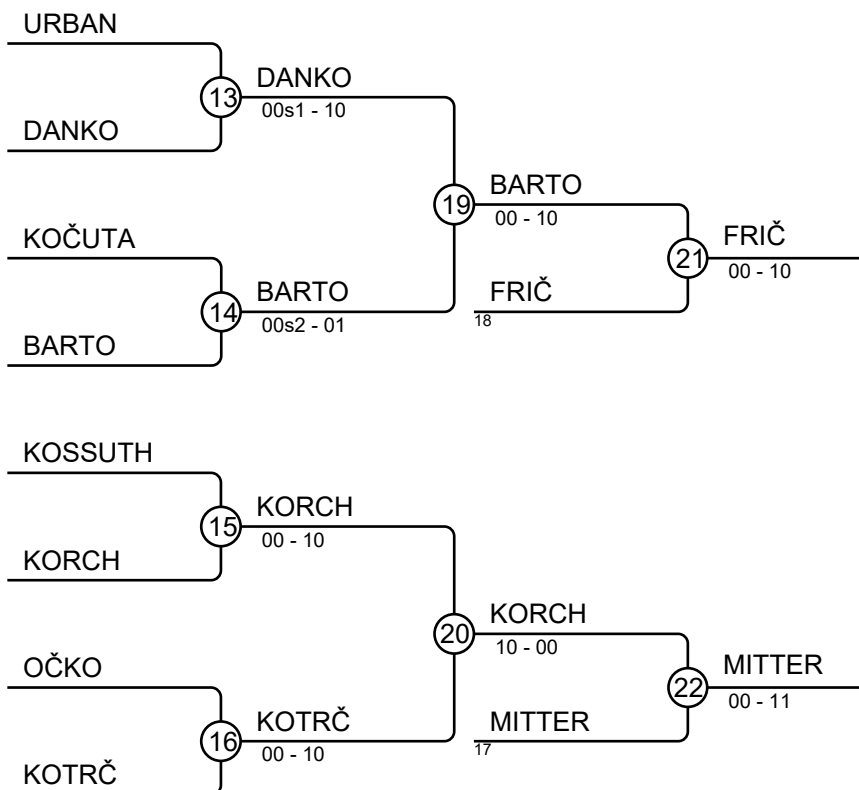 URBAN
13
DANKO
00s1 - 10
DANKO
19
BARTO
00 - 10
KOČUTA
14
BARTO
00s2 - 01
BARTO
FRIČ
18
21
FRIČ
00 - 10
KOSSUTH
15
KORCH
00 - 10
KORCH
20
KORCH
10 - 00
OČKO
16
KOTRČ
00 - 10
KOTRČ
MITTER
17
22
MITTER
00 - 11